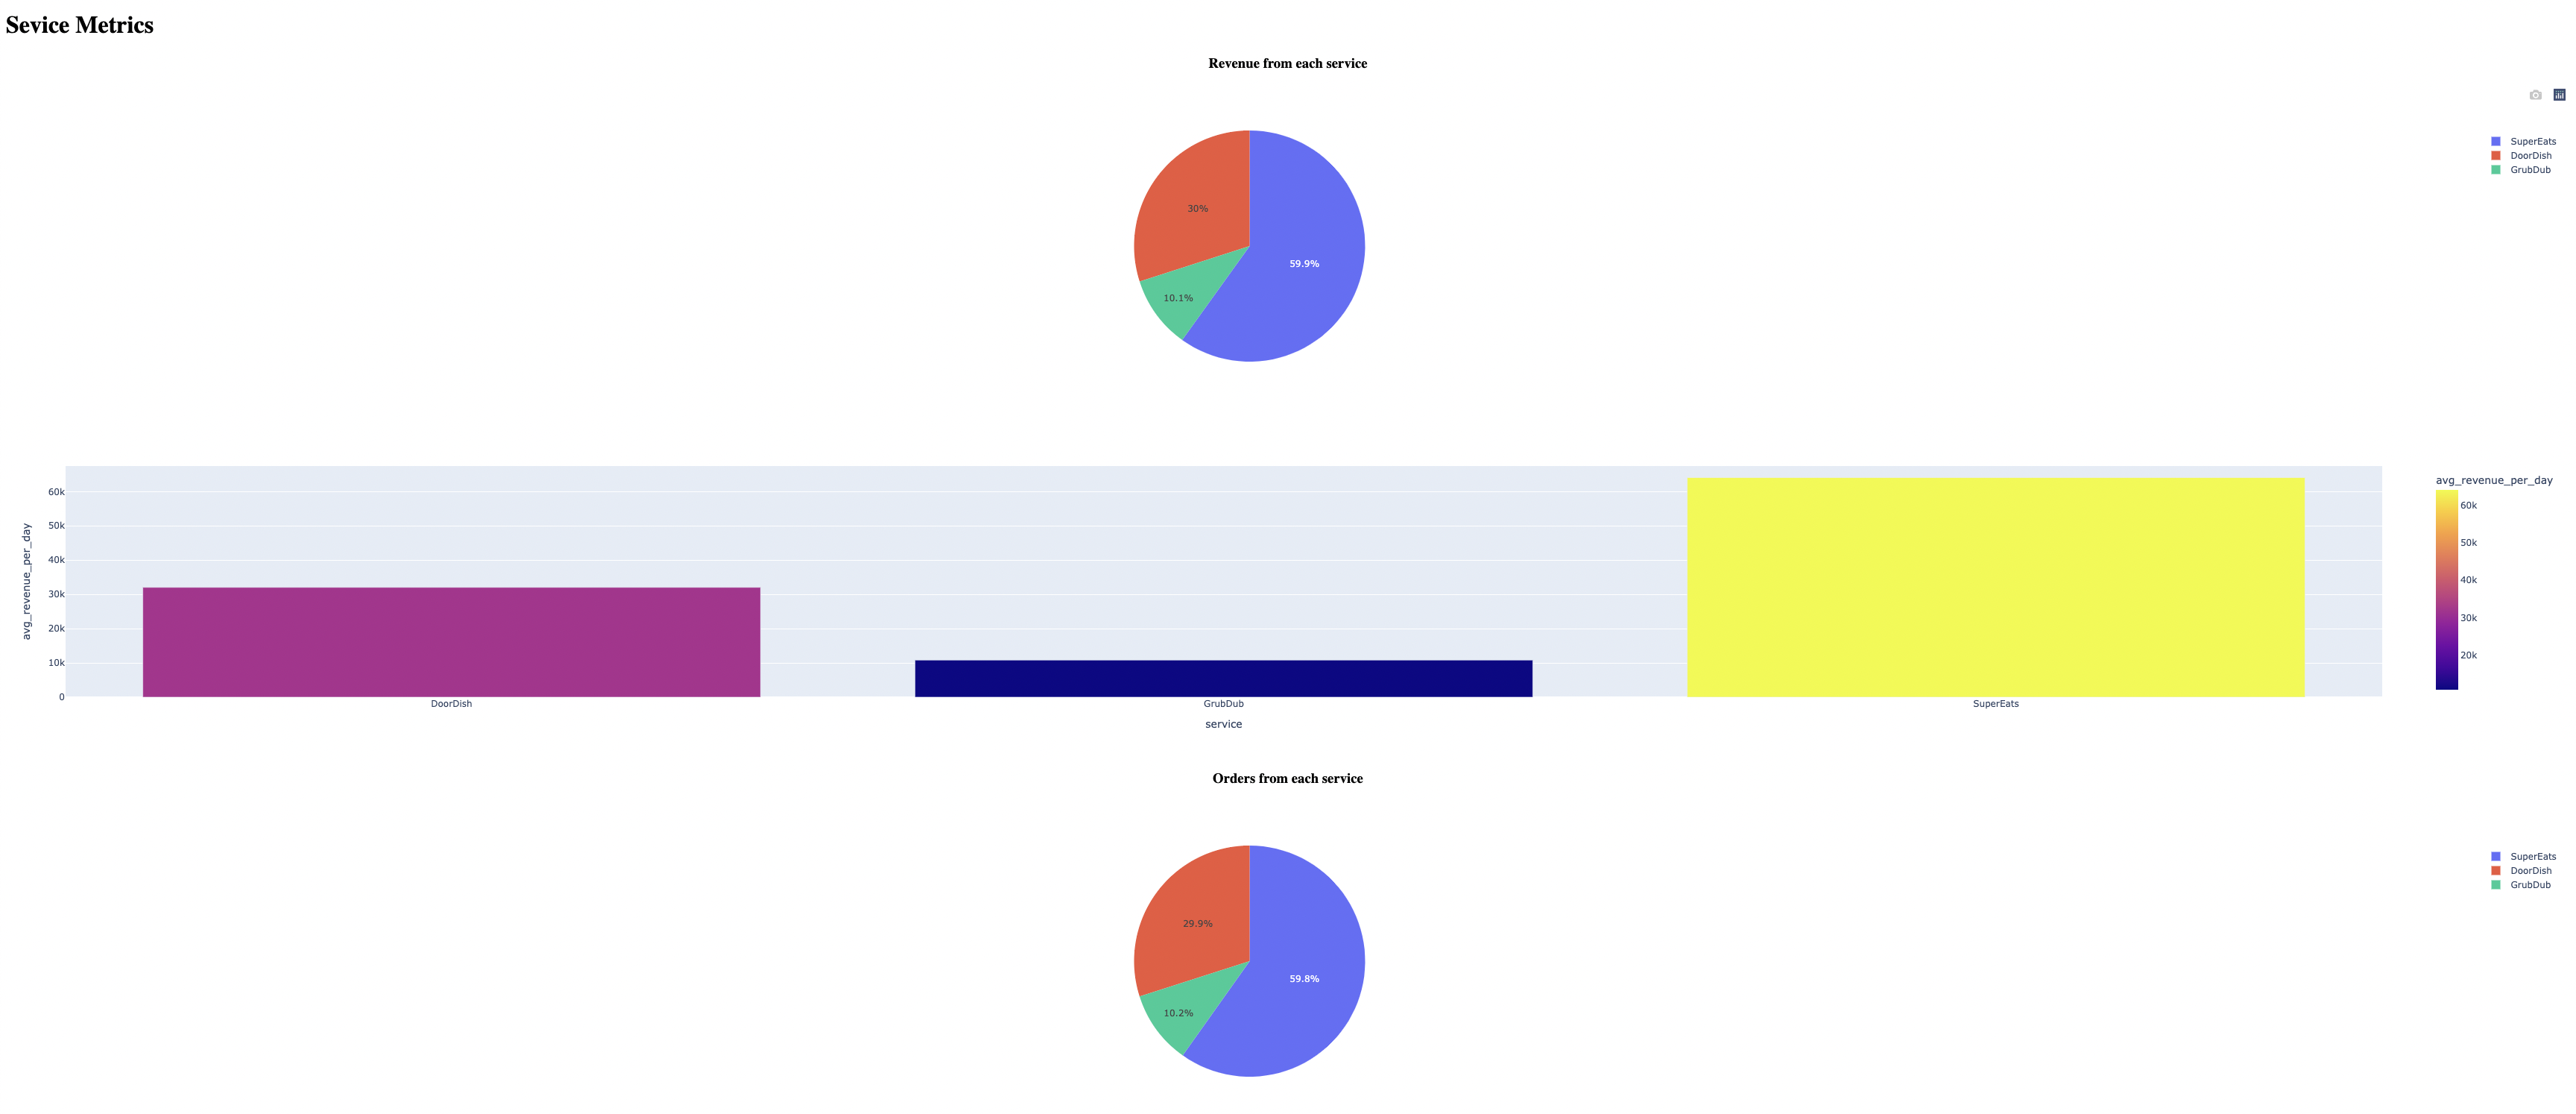 Sevice Metrics
Revenue from each service
SuperEats
DoorDish
GrubDub
30%
59.9%
10.1%
avg_revenue_per_day
60k
50k
40k
30k
20k
10k
0
DoorDish
GrubDub
SuperEats
service
avg_revenue_per_day
60k
50k
40k
30k
20k
Orders from each service
SuperEats
DoorDish
GrubDub
29.9%
59.8%
10.2%